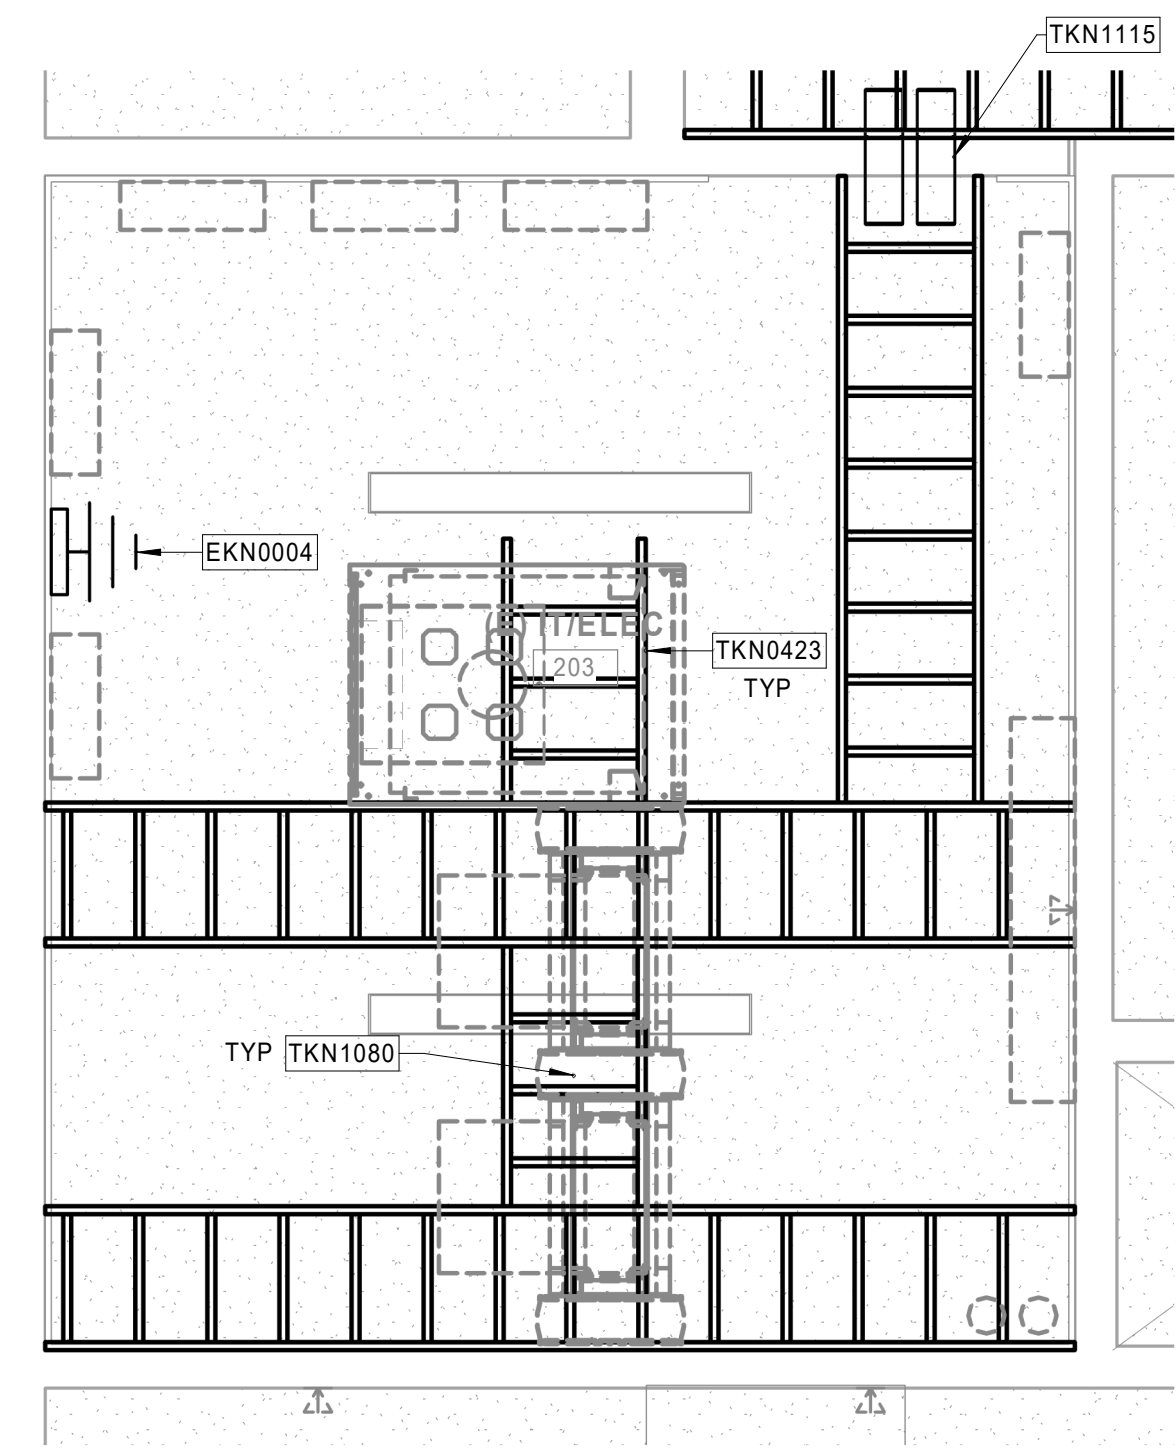 TKN1115
EKN0004
(E) IT/ELEC
203
TKN0423
TYP
TYP TKN1080